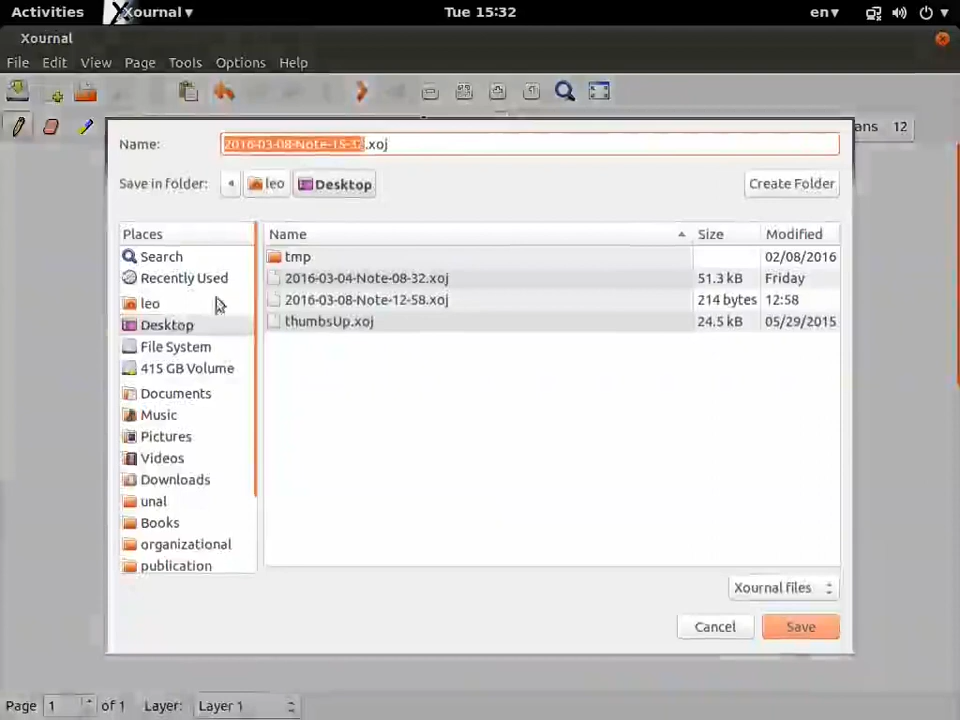 Activities Xournal Tue 15:32 en
Xournal
File Edit View Page Tools Options Help
ans 12
Name: 2016-03-08-Note-15-32.xoj
Save in folder: leo Desktop Create Folder
Places Name Size Modified
Search tmp 02/08/2016
Recently Used 2016-03-04-Note-08-32.xoj 51.3 kB Friday
leo 2016-03-08-Note-12-58.xoj 214 bytes 12:58
Desktop thumbsUp.xoj 24.5 kB 05/29/2015
File System
415 GB Volume
Documents
Music
Pictures
Videos
Downloads
unal
Books
organizational
publication
Xournal files
Cancel Save
Page 1 of 1 Layer: Layer 1